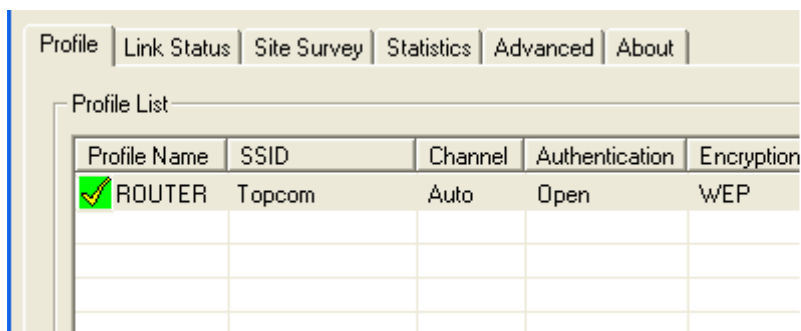 Profile Link Status Site Survey Statistics Advanced About
Profile List
Profile Name SSID Channel Authentication Encryption
ROUTER Topcom Auto Open WEP